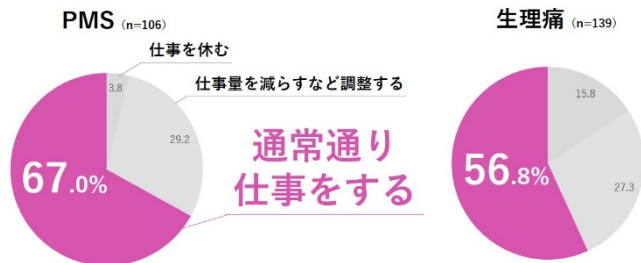 PMS (n=106)
生理痛 (n=139)
仕事を休む
3.8
仕事量を減らすなど調整する
15.8
29.2
通常通り
仕事をする
67.0%
56.8%
27.3